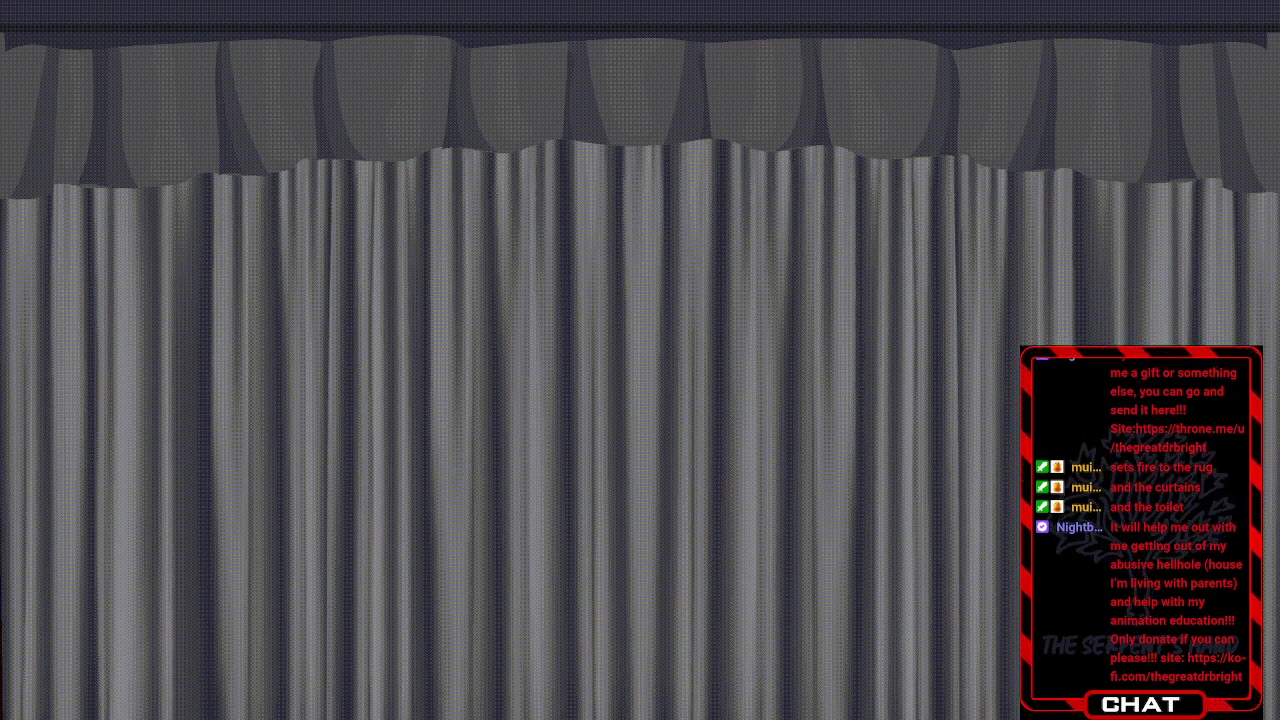 me a gift or something
else, you can go and
send it here!!!
Site:https://throne.me/u
/thegreatdrbright
mui... sets fire to the rug
mui... and the curtains
mui... and the toilet
Nightb... It will help me out with
me getting out of my
abusive hellhole (house
I'm living with parents)
and help with my
animation education!!!
Only donate if you can
please!!! site: https://ko-
fi.com/thegreatdrbright
THE SERPENT'S HAND
CHAT